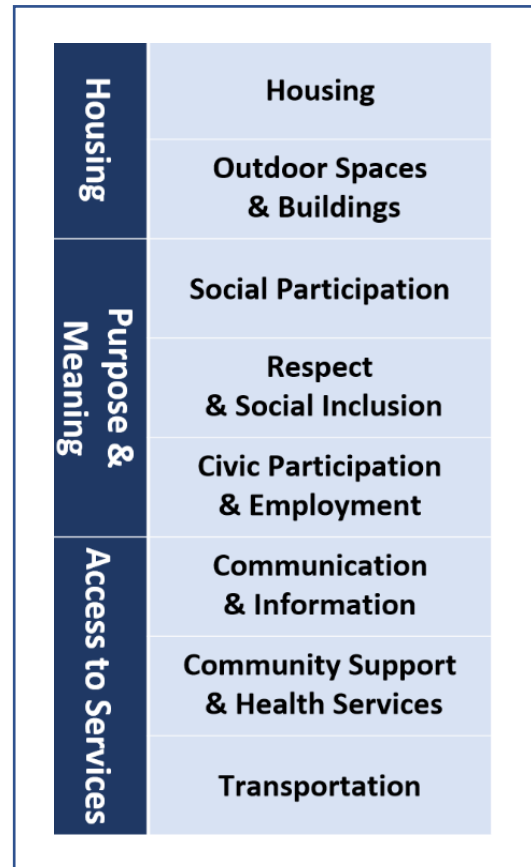 Housing
Housing
Outdoor Spaces
& Buildings
Purpose &
Meaning
Social Participation
Respect
& Social Inclusion
Civic Participation
& Employment
Access to Services
Communication
& Information
Community Support
& Health Services
Transportation